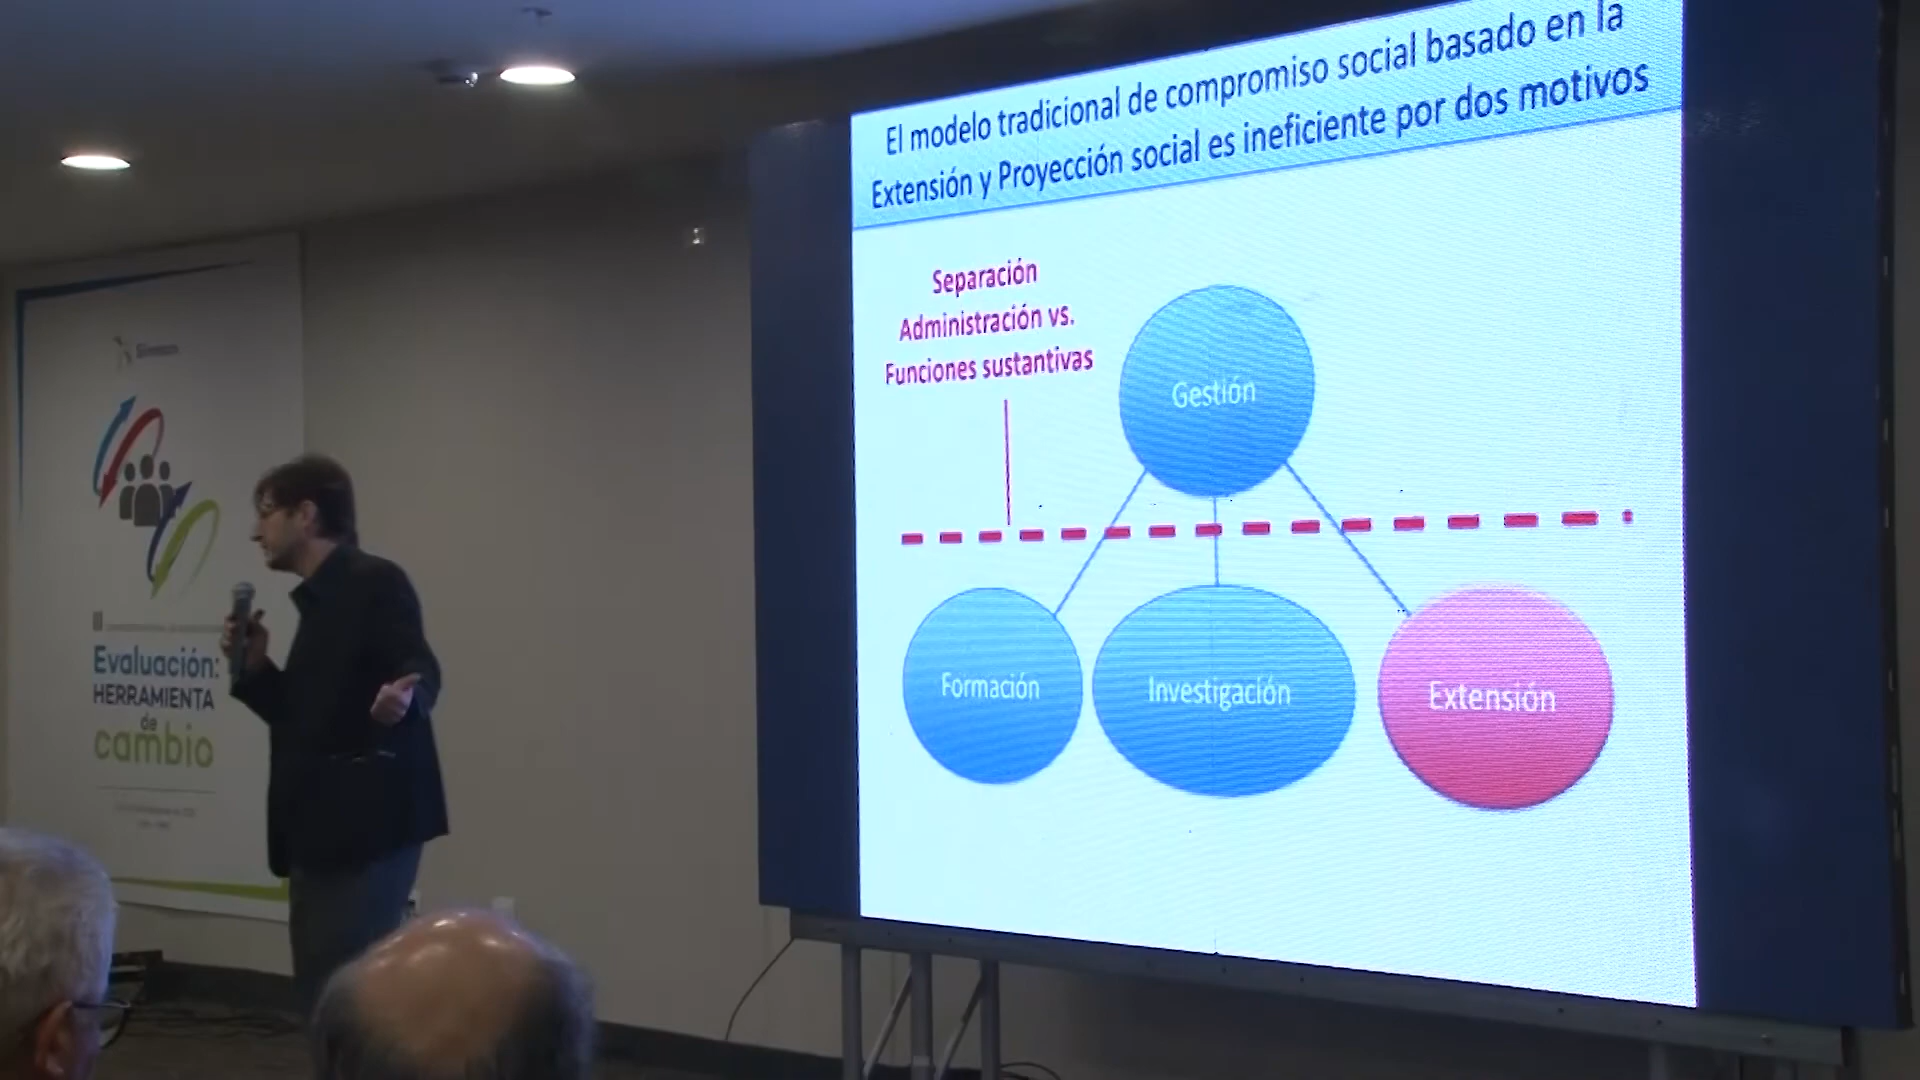 El modelo tradicional de compromiso social basado en la
Extensión y Proyección social es ineficiente por dos motivos
Separación
Administración vs.
Funciones sustantivas
Gestión
Formación
Investigación
Extensión
Evaluación:
HERRAMIENTA
de
cambio